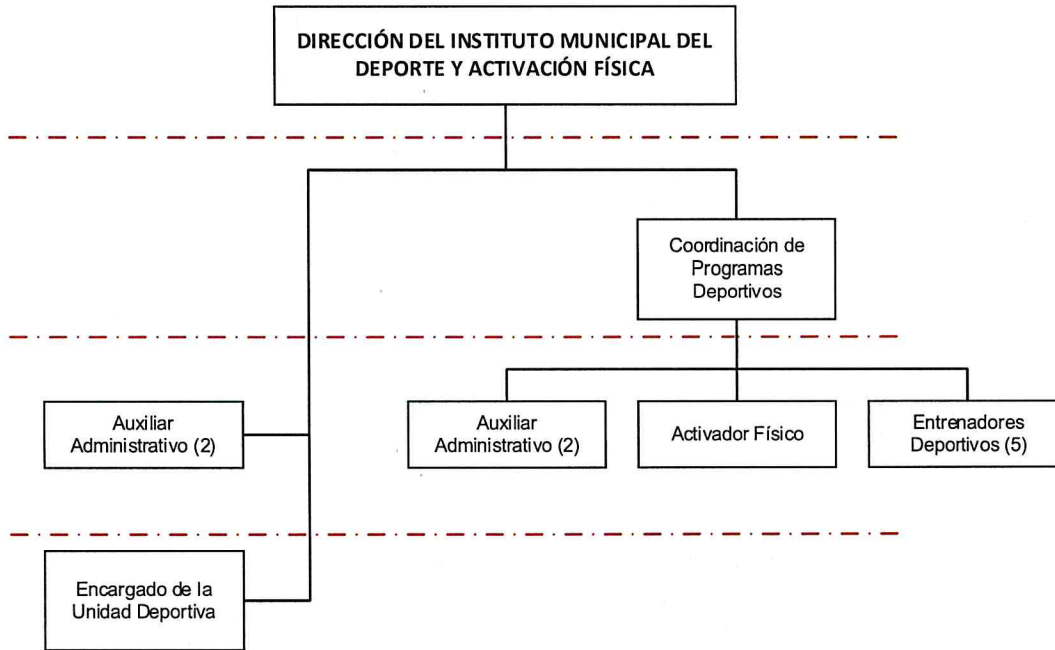 DIRECCIÓN DEL INSTITUTO MUNICIPAL DEL
DEPORTE Y ACTIVACIÓN FÍSICA
Coordinación de
Programas
Deportivos
Auxiliar
Administrativo (2)
Auxiliar
Administrativo (2)
Activador Físico
Entrenadores
Deportivos (5)
Encargado de la
Unidad Deportiva